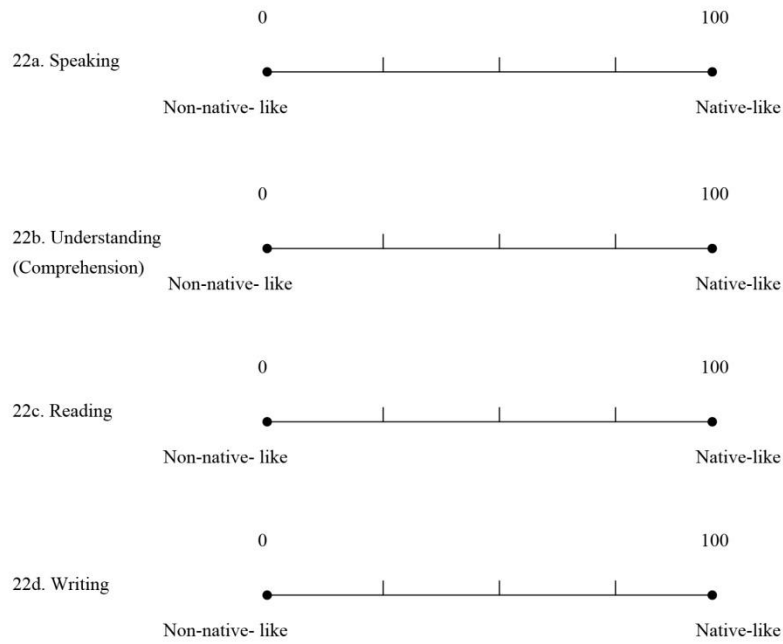 0 100
22a. Speaking
Non-native- like Native-like
0 100
22b. Understanding
(Comprehension)
Non-native- like Native-like
0 100
22c. Reading
Non-native- like Native-like
0 100
22d. Writing
Non-native- like Native-like